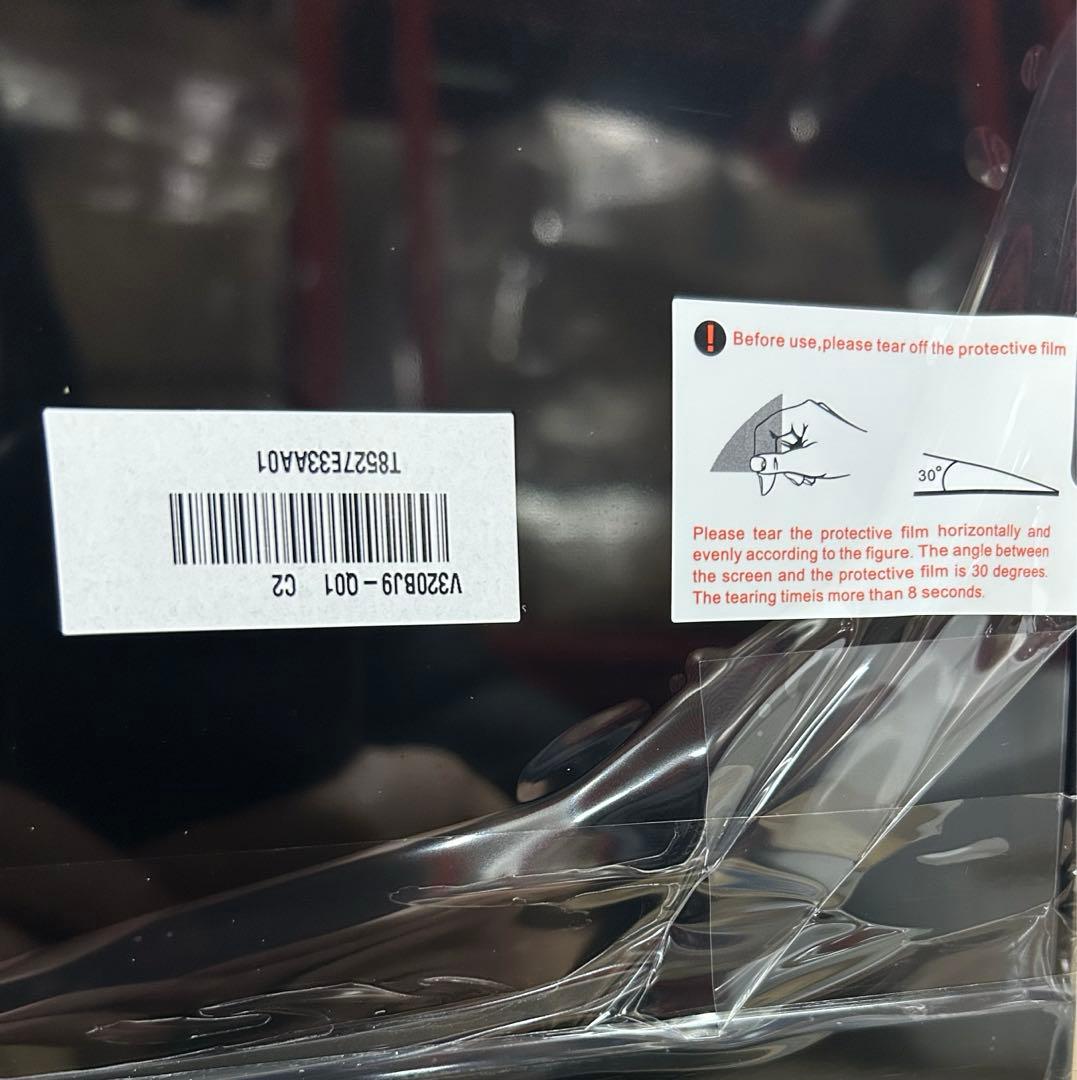 V320BJ9-Q01 C2
T8527E33AA01
!
Before use,please tear off the protective film
30°
Please tear the protective film horizontally and
evenly according to the figure. The angle between
the screen and the protective film is 30 degrees.
The tearing timeis more than 8 seconds.